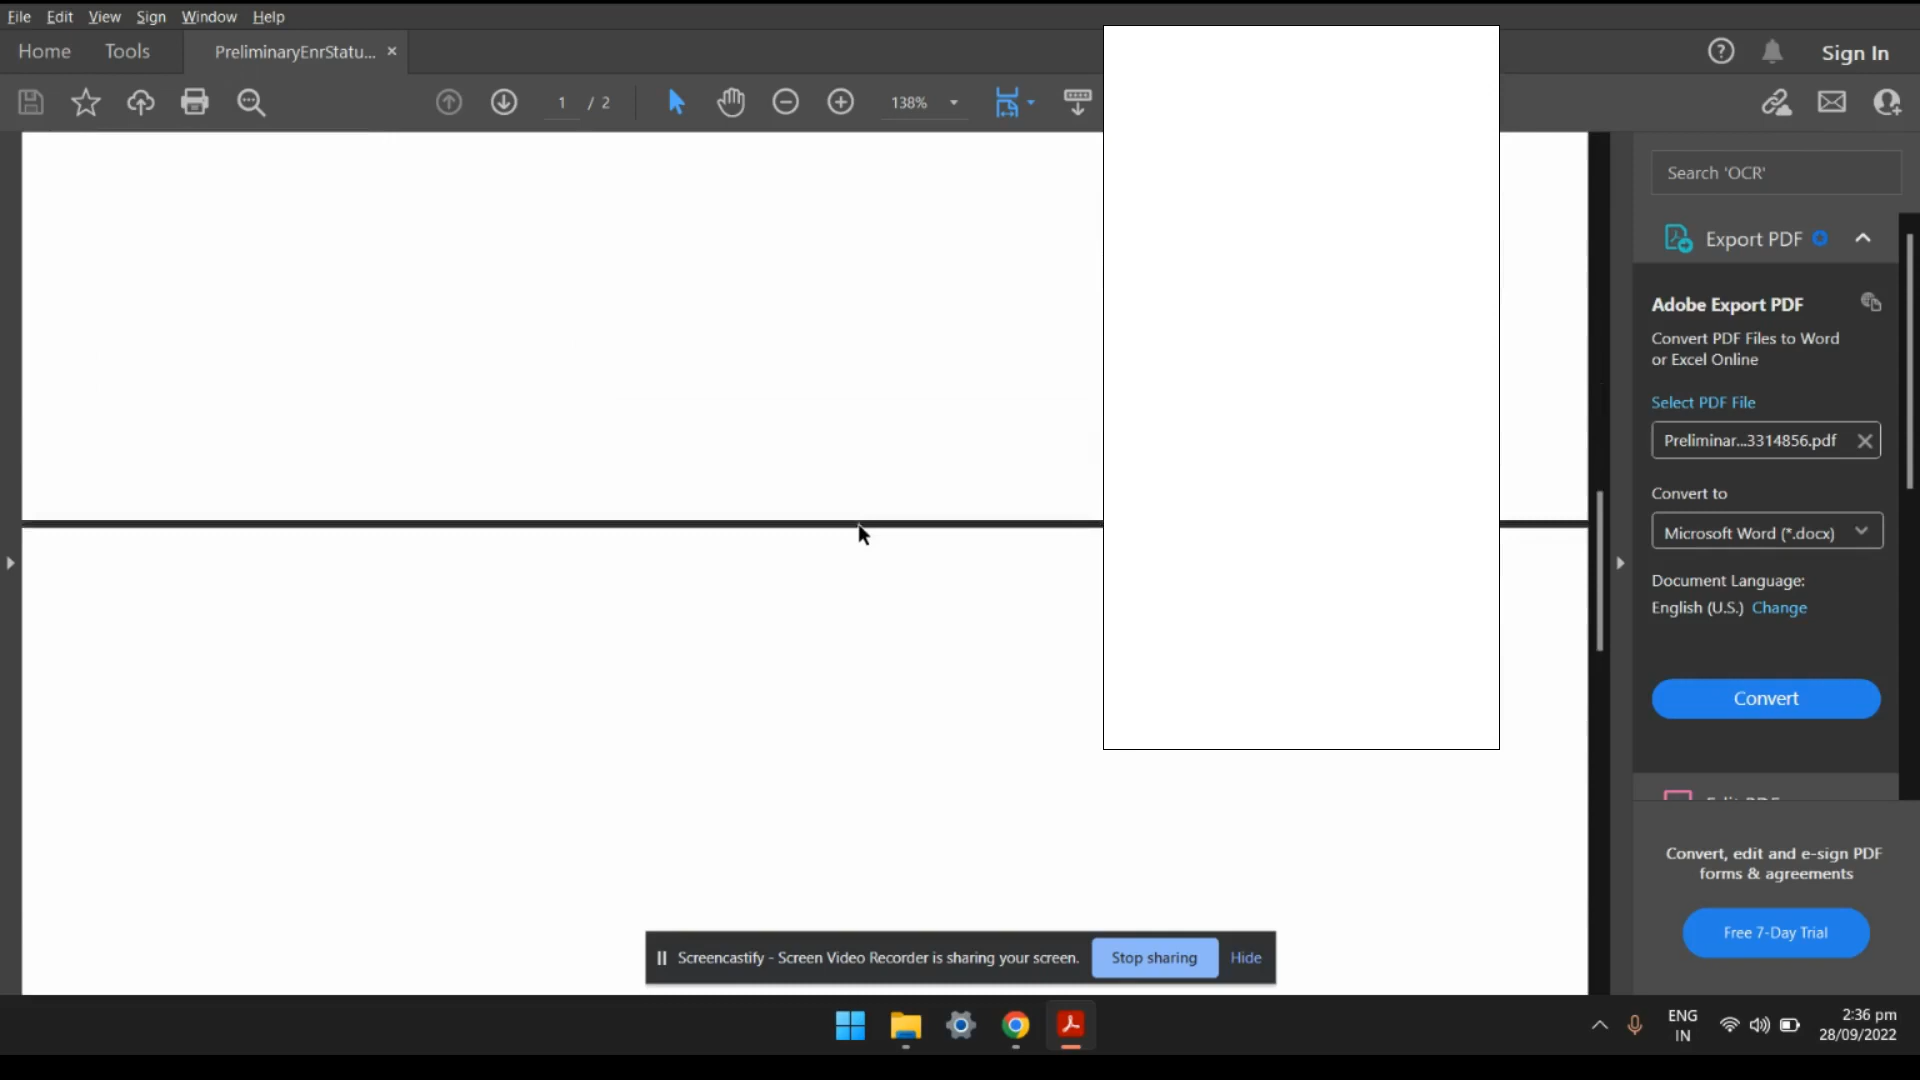 File Edit View Sign Window Help
Home Tools PreliminaryEnrStatu... ×
Sign In
1 / 2 138%
Search 'OCR'
Export PDF
Adobe Export PDF
Convert PDF Files to Word
or Excel Online
Select PDF File
Preliminar...3314856.pdf
Convert to
Microsoft Word (*.docx)
Document Language:
English (U.S.) Change
Convert
Convert, edit and e-sign PDF
forms & agreements
Free 7-Day Trial
Screencastify - Screen Video Recorder is sharing your screen. Stop sharing Hide
ENG
IN
2:36 pm
28/09/2022